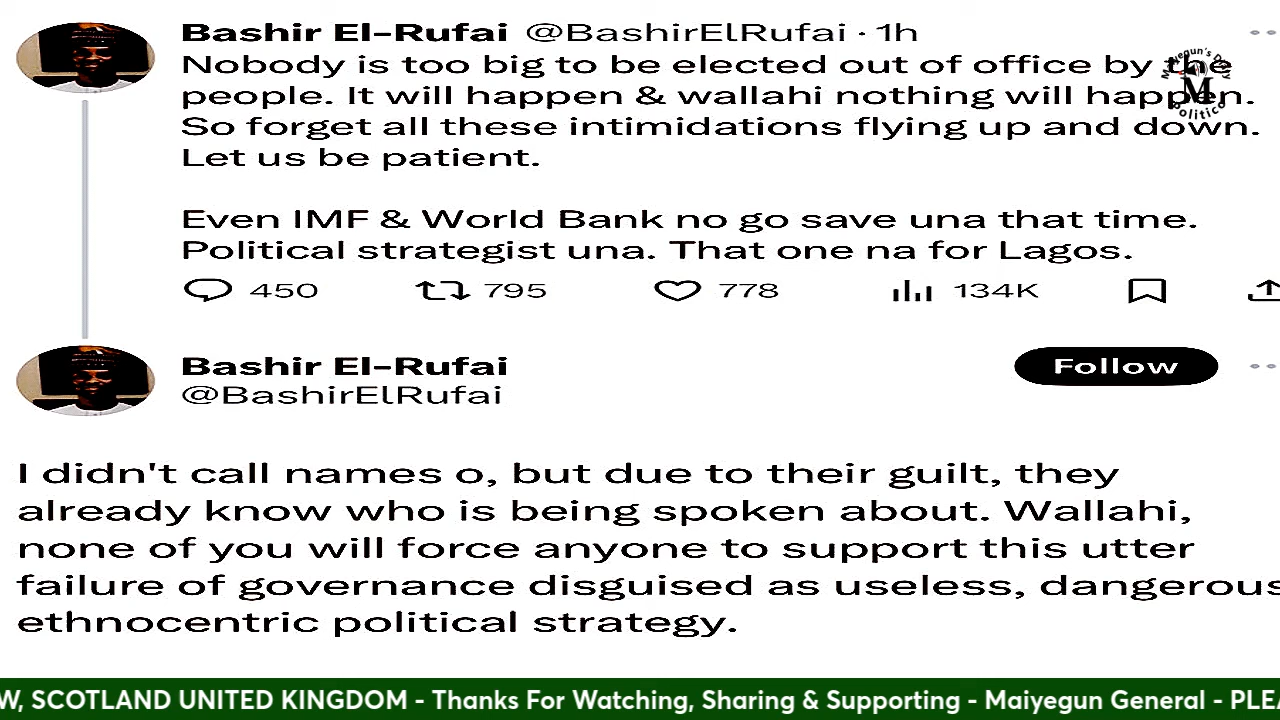 Bashir El-Rufai @BashirElRufai · 1h
Nobody is too big to be elected out of office by the
people. It will happen & wallahi nothing will happen.
So forget all these intimidations flying up and down.
Let us be patient.
Even IMF & World Bank no go save una that time.
Political strategist una. That one na for Lagos.
450 795 778 134K
Bashir El-Rufai
Follow
@BashirElRufai
I didn't call names o, but due to their guilt, they
already know who is being spoken about. Wallahi,
none of you will force anyone to support this utter
failure of governance disguised as useless, dangerous
ethnocentric political strategy.
W, SCOTLAND UNITED KINGDOM - Thanks For Watching, Sharing & Supporting - Maiyegun General - PLEA